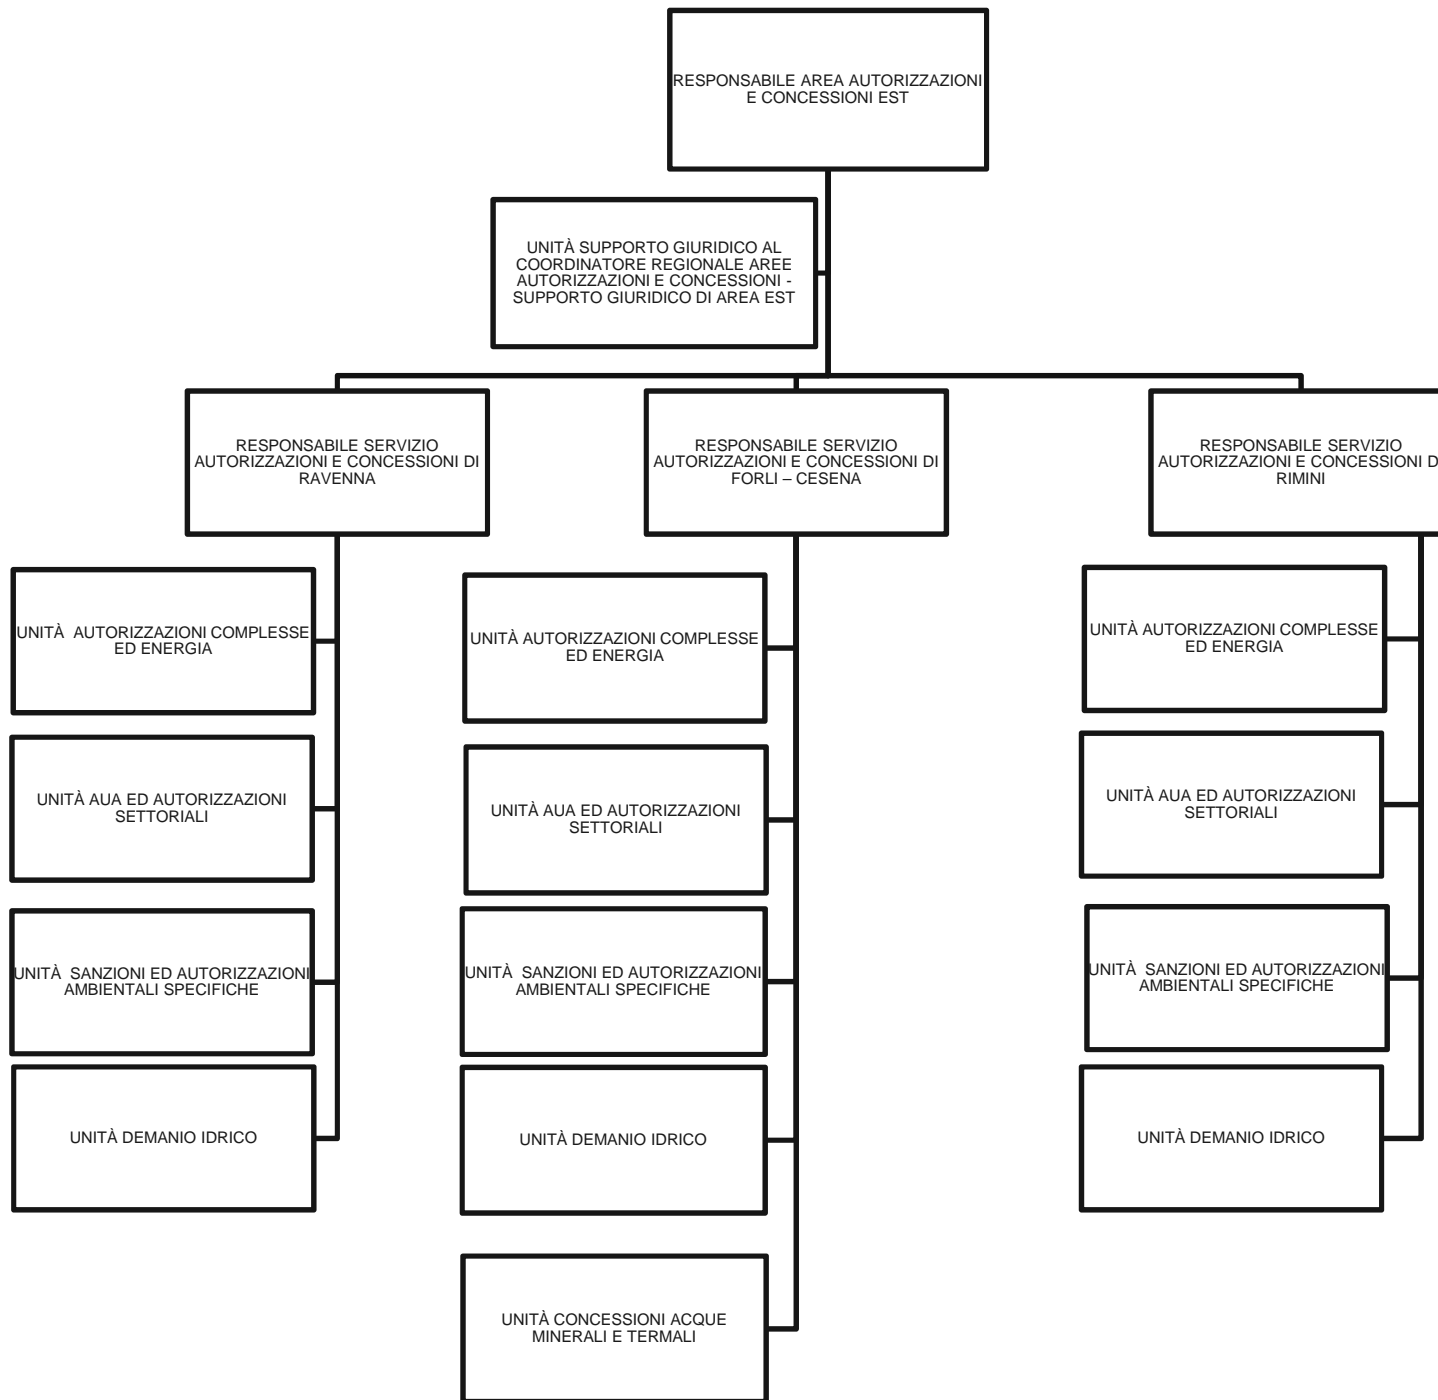 RESPONSABILE AREA AUTORIZZAZIONI
E CONCESSIONI EST
UNITÀ SUPPORTO GIURIDICO AL
COORDINATORE REGIONALE AREE
AUTORIZZAZIONI E CONCESSIONI -
SUPPORTO GIURIDICO DI AREA EST
RESPONSABILE SERVIZIO
AUTORIZZAZIONI E CONCESSIONI DI
RAVENNA
RESPONSABILE SERVIZIO
AUTORIZZAZIONI E CONCESSIONI DI
FORLI – CESENA
RESPONSABILE SERVIZIO
AUTORIZZAZIONI E CONCESSIONI D
RIMINI
UNITÀ AUTORIZZAZIONI COMPLESSE
ED ENERGIA
UNITÀ AUA ED AUTORIZZAZIONI
SETTORIALI
UNITÀ SANZIONI ED AUTORIZZAZIONI
AMBIENTALI SPECIFICHE
UNITÀ DEMANIO IDRICO
UNITÀ AUTORIZZAZIONI COMPLESSE
ED ENERGIA
UNITÀ AUA ED AUTORIZZAZIONI
SETTORIALI
UNITÀ SANZIONI ED AUTORIZZAZIONI
AMBIENTALI SPECIFICHE
UNITÀ DEMANIO IDRICO
UNITÀ CONCESSIONI ACQUE
MINERALI E TERMALI
UNITÀ AUTORIZZAZIONI COMPLESSE
ED ENERGIA
UNITÀ AUA ED AUTORIZZAZIONI
SETTORIALI
UNITÀ SANZIONI ED AUTORIZZAZIONI
AMBIENTALI SPECIFICHE
UNITÀ DEMANIO IDRICO